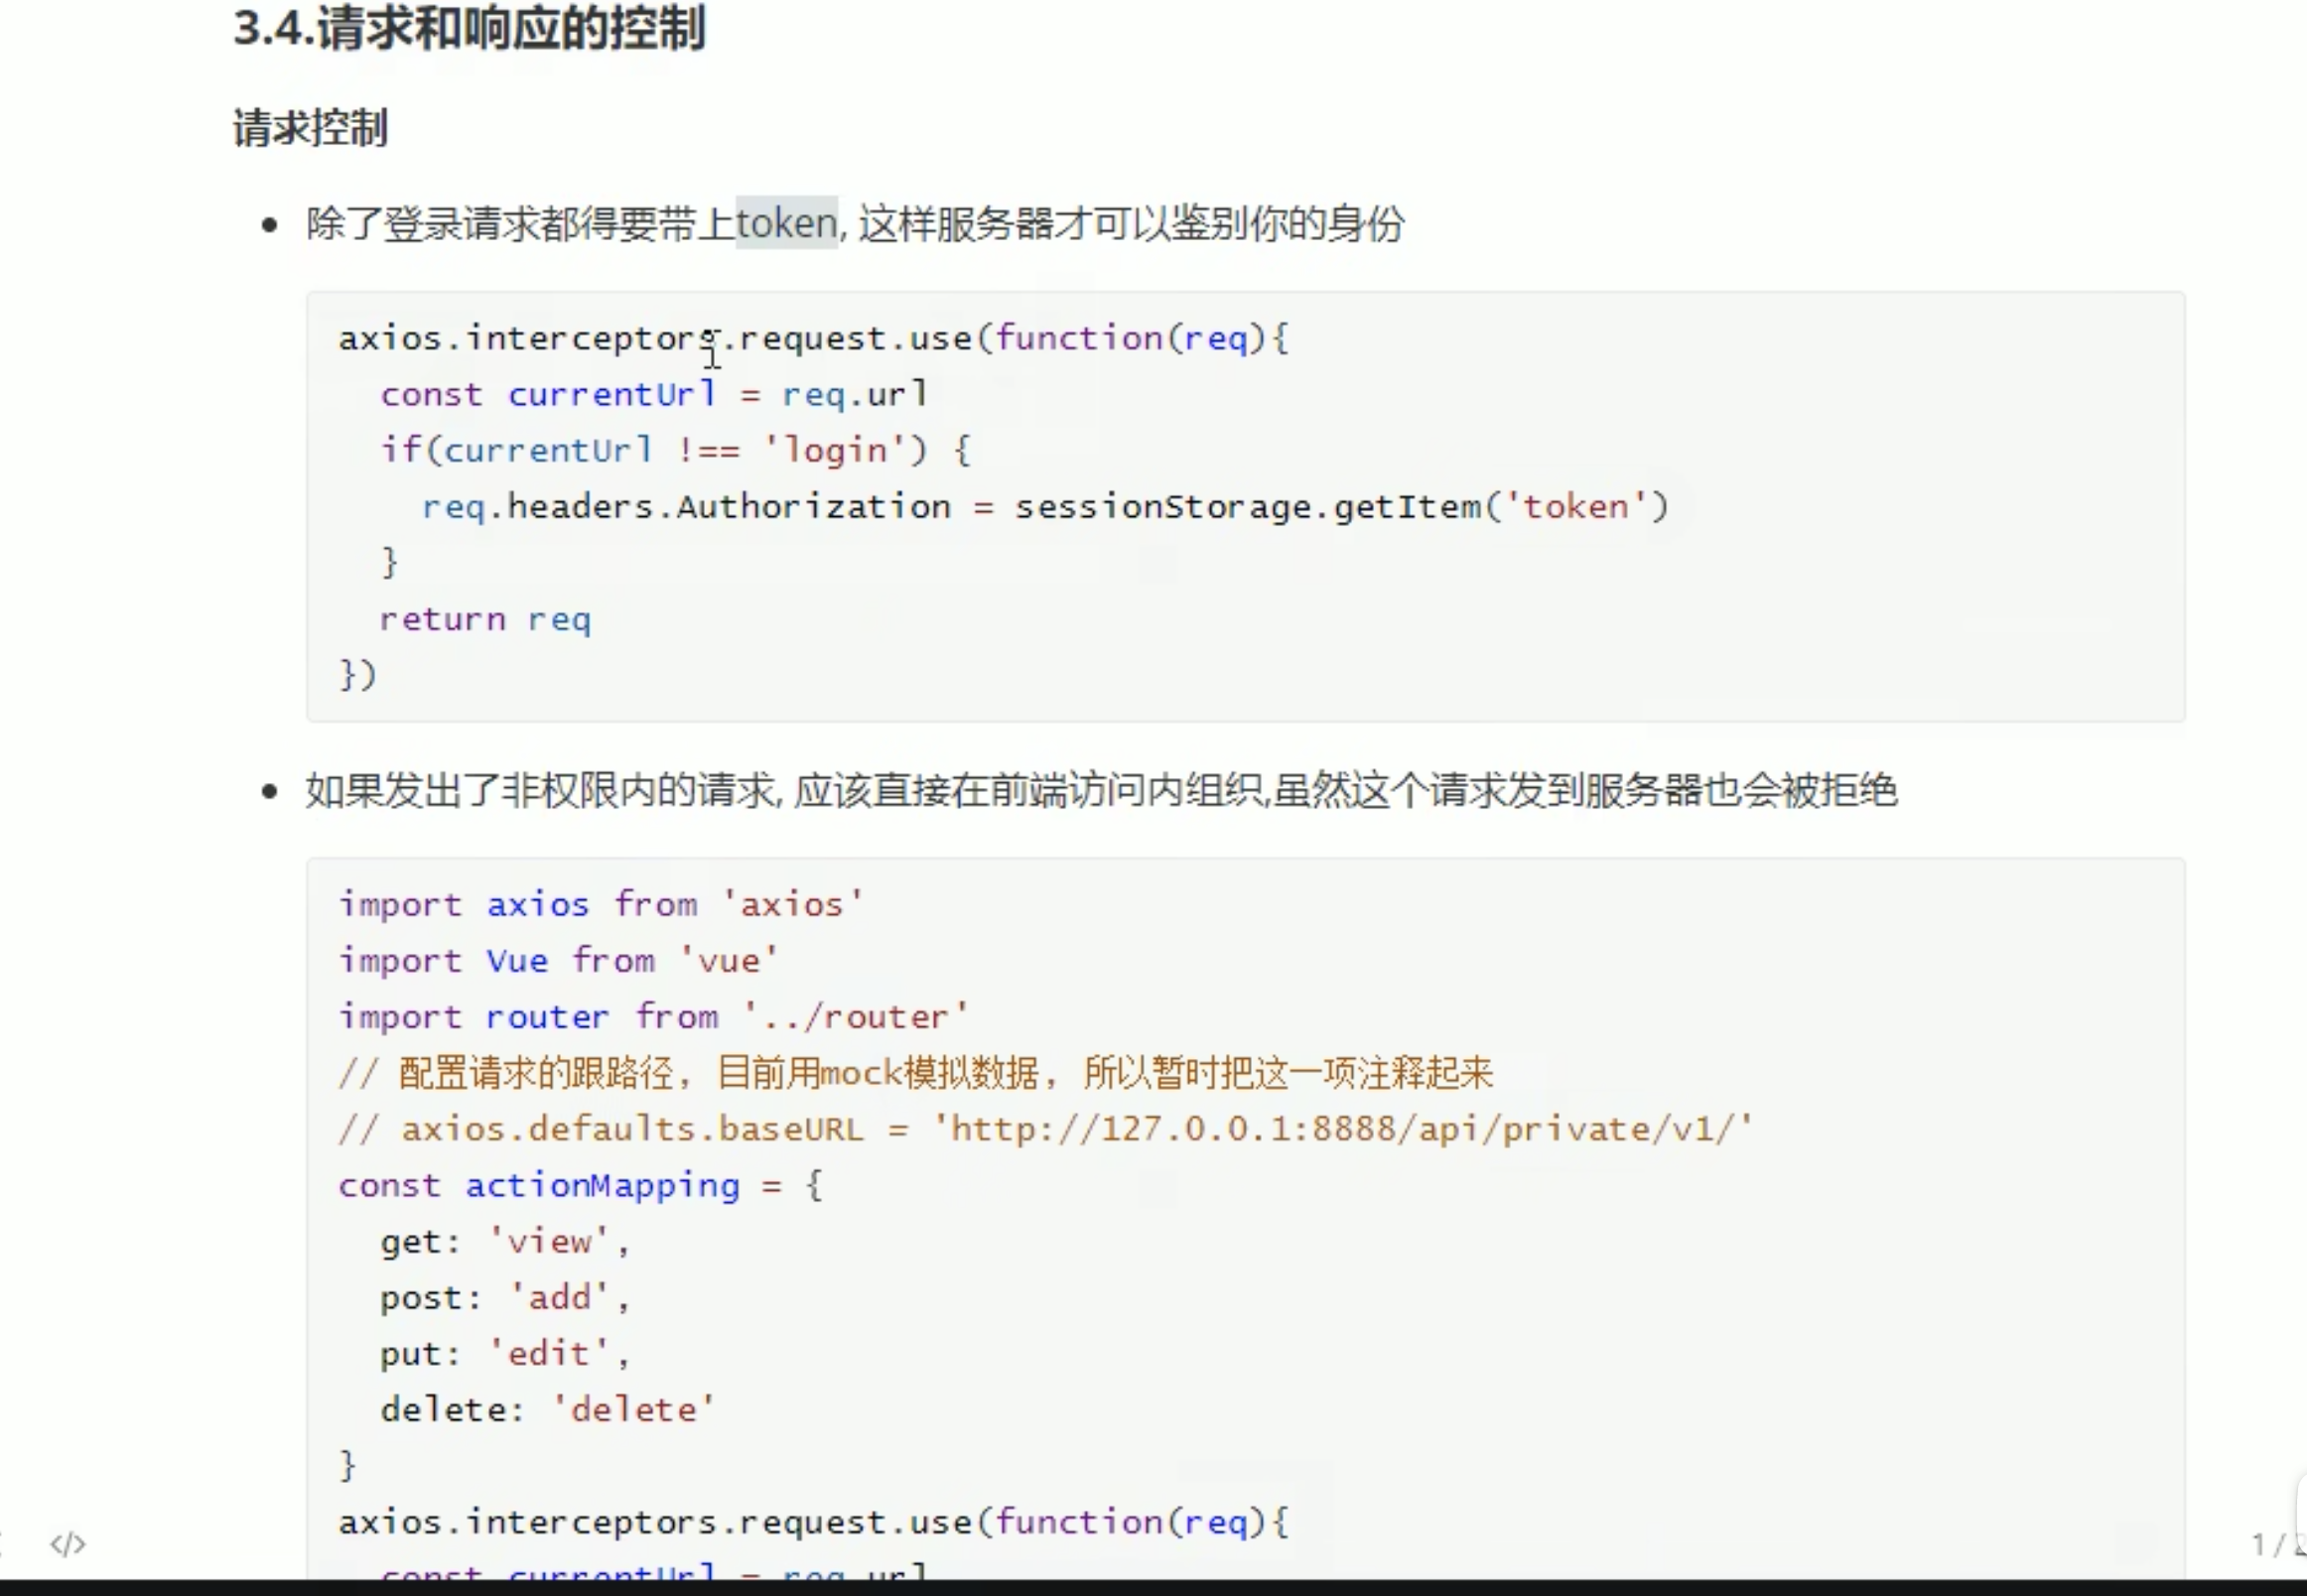 3.4.请求和响应的控制
请求控制
除了登录请求都得要带上token, 这样服务器才可以鉴别你的身份
axios.interceptors.request.use(function(req){
  const currentUrl = req.url
  if(currentUrl !== 'login') {
    req.headers.Authorization = sessionStorage.getItem('token')
  }
  return req
})
如果发出了非权限内的请求, 应该直接在前端访问内组织,虽然这个请求发到服务器也会被拒绝
import axios from 'axios'
import Vue from 'vue'
import router from '../router'
// 配置请求的跟路径, 目前用mock模拟数据, 所以暂时把这一项注释起来
// axios.defaults.baseURL = 'http://127.0.0.1:8888/api/private/v1/'
const actionMapping = {
  get: 'view',
  post: 'add',
  put: 'edit',
  delete: 'delete'
}
axios.interceptors.request.use(function(req){
  const currentUrl = req.url
</> 1/